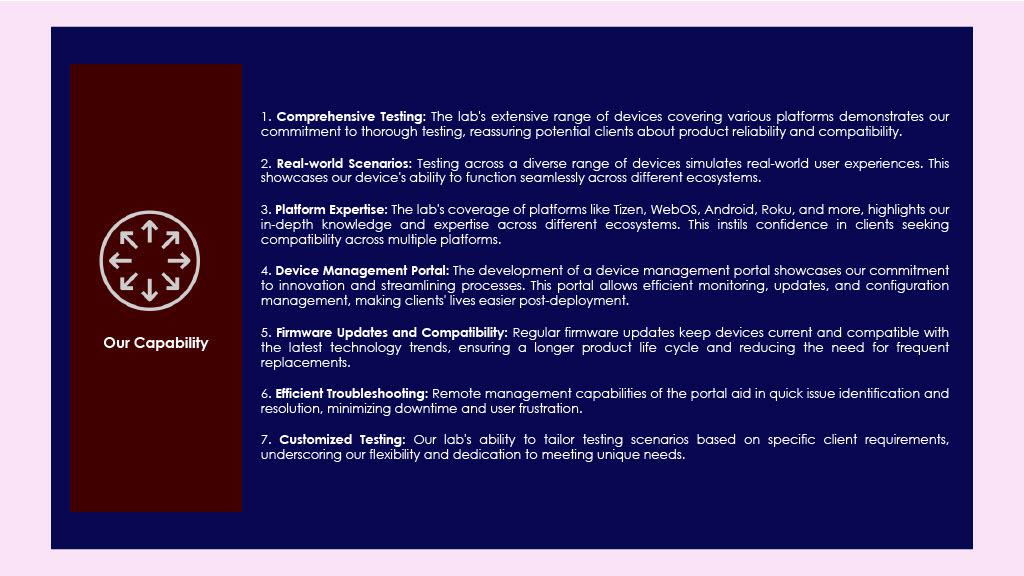 Our Capability
1. Comprehensive Testing: The lab's extensive range of devices covering various platforms demonstrates our
commitment to thorough testing, reassuring potential clients about product reliability and compatibility.
2. Real-world Scenarios: Testing across a diverse range of devices simulates real-world user experiences. This
showcases our device's ability to function seamlessly across different ecosystems.
3. Platform Expertise: The lab's coverage of platforms like Tizen, WebOS, Android, Roku, and more, highlights our
in-depth knowledge and expertise across different ecosystems. This instils confidence in clients seeking
compatibility across multiple platforms.
4. Device Management Portal: The development of a device management portal showcases our commitment
to innovation and streamlining processes. This portal allows efficient monitoring, updates, and configuration
management, making clients' lives easier post-deployment.
5. Firmware Updates and Compatibility: Regular firmware updates keep devices current and compatible with
the latest technology trends, ensuring a longer product life cycle and reducing the need for frequent
replacements.
6. Efficient Troubleshooting: Remote management capabilities of the portal aid in quick issue identification and
resolution, minimizing downtime and user frustration.
7. Customized Testing: Our lab's ability to tailor testing scenarios based on specific client requirements,
underscoring our flexibility and dedication to meeting unique needs.